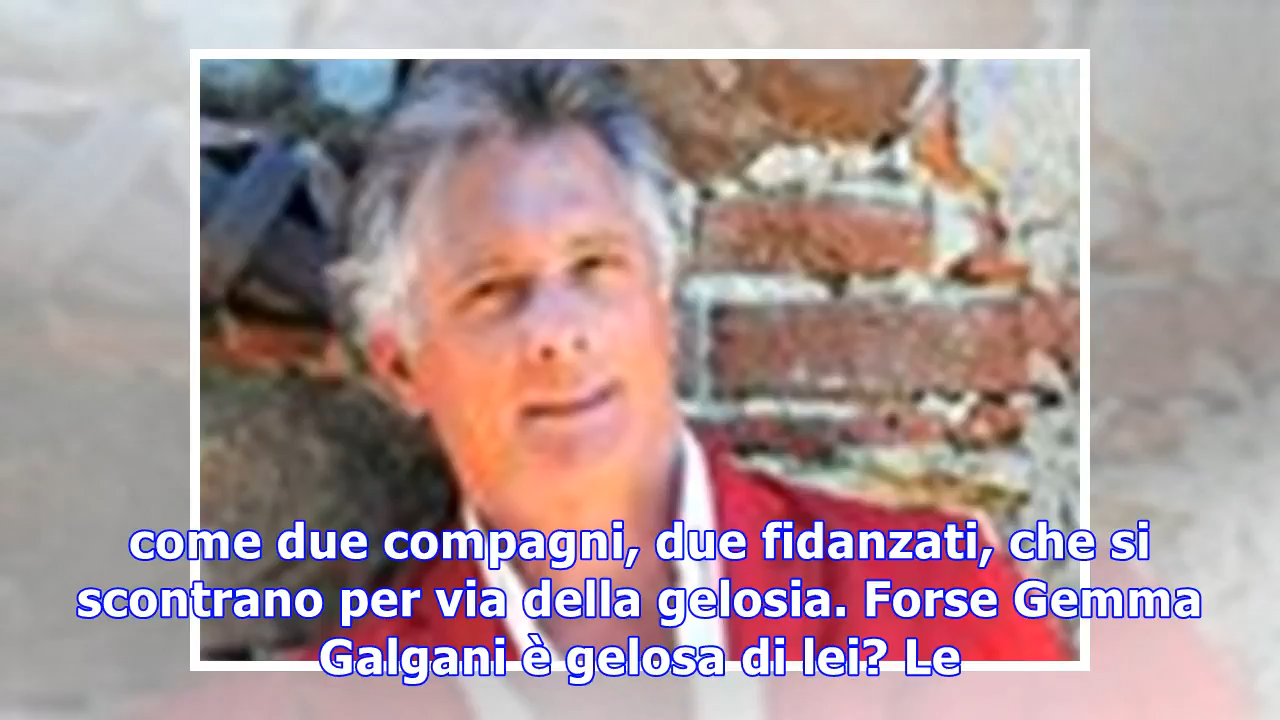 come due compagni, due fidanzati, che si
scontrano per via della gelosia. Forse Gemma
Galgani è gelosa di lei? Le